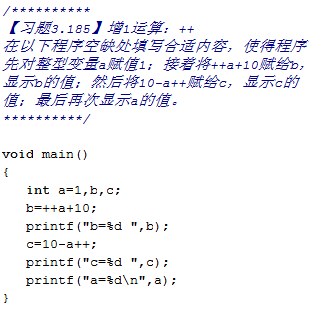 /**********
【习题3.185】增1运算：++
在以下程序空缺处填写合适内容，使得程序
先对整型变量a赋值1；接着将++a+10赋给b，
显示b的值；然后将10-a++赋给c，显示c的
值；最后再次显示a的值。
**********/
void main()
{
int a=1,b,c;
b=++a+10;
printf("b=%d ",b);
c=10-a++;
printf("c=%d ",c);
printf("a=%d\n",a);
}